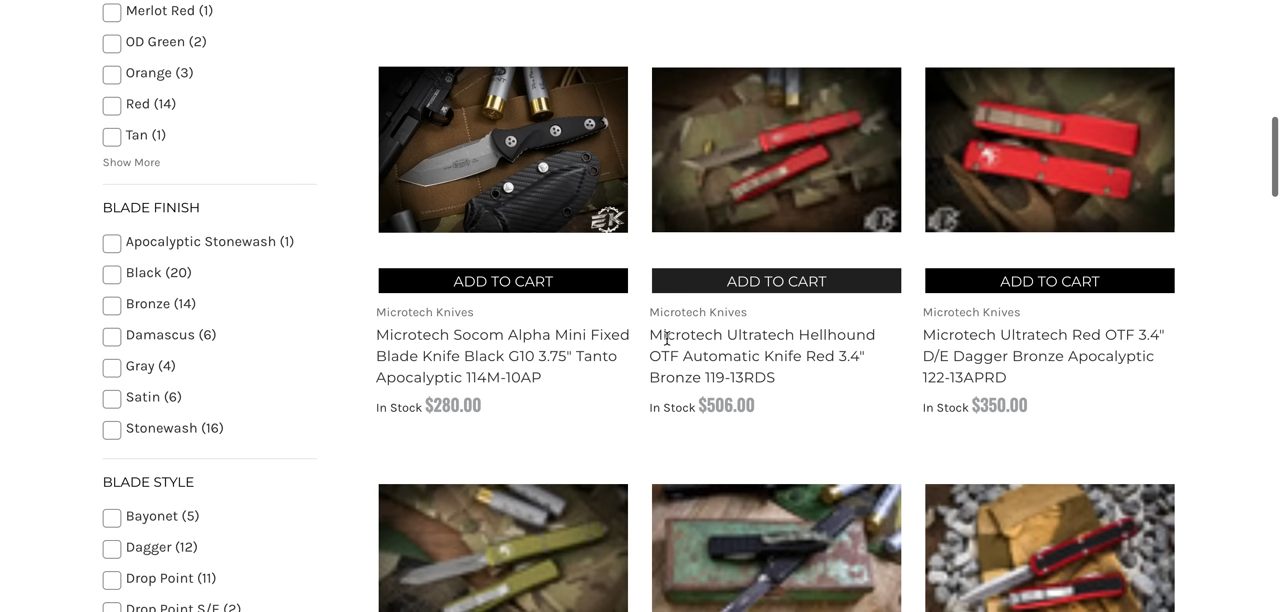 Merlot Red (1)
OD Green (2)
Orange (3)
Red (14)
Tan (1)
Show More
BLADE FINISH
Apocalyptic Stonewash (1)
Black (20)
Bronze (14)
Damascus (6)
Gray (4)
Satin (6)
Stonewash (16)
BLADE STYLE
Bayonet (5)
Dagger (12)
Drop Point (11)
Drop Point S/E (2)
ADD TO CART
Microtech Knives
Microtech Socom Alpha Mini Fixed
Blade Knife Black G10 3.75" Tanto
Apocalyptic 114M-10AP
In Stock $280.00
ADD TO CART
Microtech Knives
Microtech Ultratech Hellhound
OTF Automatic Knife Red 3.4"
Bronze 119-13RDS
In Stock $506.00
ADD TO CART
Microtech Knives
Microtech Ultratech Red OTF 3.4"
D/E Dagger Bronze Apocalyptic
122-13APRD
In Stock $350.00